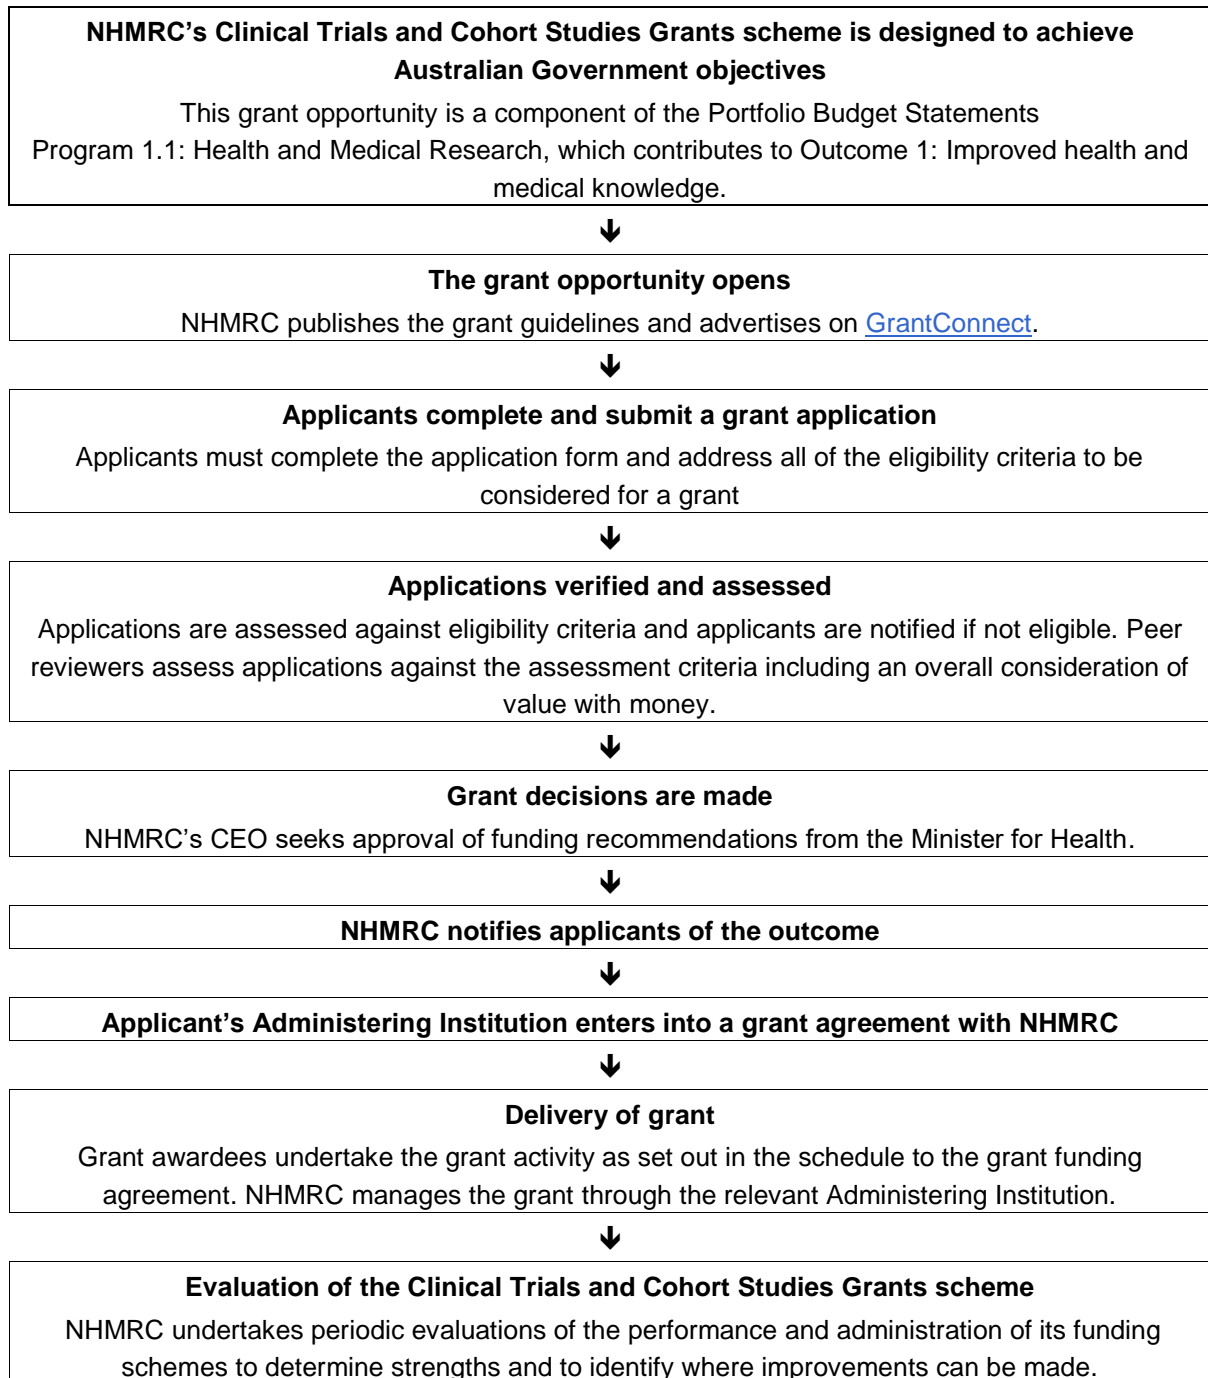 NHMRC’s Clinical Trials and Cohort Studies Grants scheme is designed to achieve
Australian Government objectives
This grant opportunity is a component of the Portfolio Budget Statements
Program 1.1: Health and Medical Research, which contributes to Outcome 1: Improved health and
medical knowledge.
🡻
The grant opportunity opens
NHMRC publishes the grant guidelines and advertises on GrantConnect.
🡻
Applicants complete and submit a grant application
Applicants must complete the application form and address all of the eligibility criteria to be
considered for a grant
🡻
Applications verified and assessed
Applications are assessed against eligibility criteria and applicants are notified if not eligible. Peer
reviewers assess applications against the assessment criteria including an overall consideration of
value with money.
🡻
Grant decisions are made
NHMRC’s CEO seeks approval of funding recommendations from the Minister for Health.
🡻
NHMRC notifies applicants of the outcome
🡻
Applicant’s Administering Institution enters into a grant agreement with NHMRC
🡻
Delivery of grant
Grant awardees undertake the grant activity as set out in the schedule to the grant funding
agreement. NHMRC manages the grant through the relevant Administering Institution.
🡻
Evaluation of the Clinical Trials and Cohort Studies Grants scheme
NHMRC undertakes periodic evaluations of the performance and administration of its funding
schemes to determine strengths and to identify where improvements can be made.